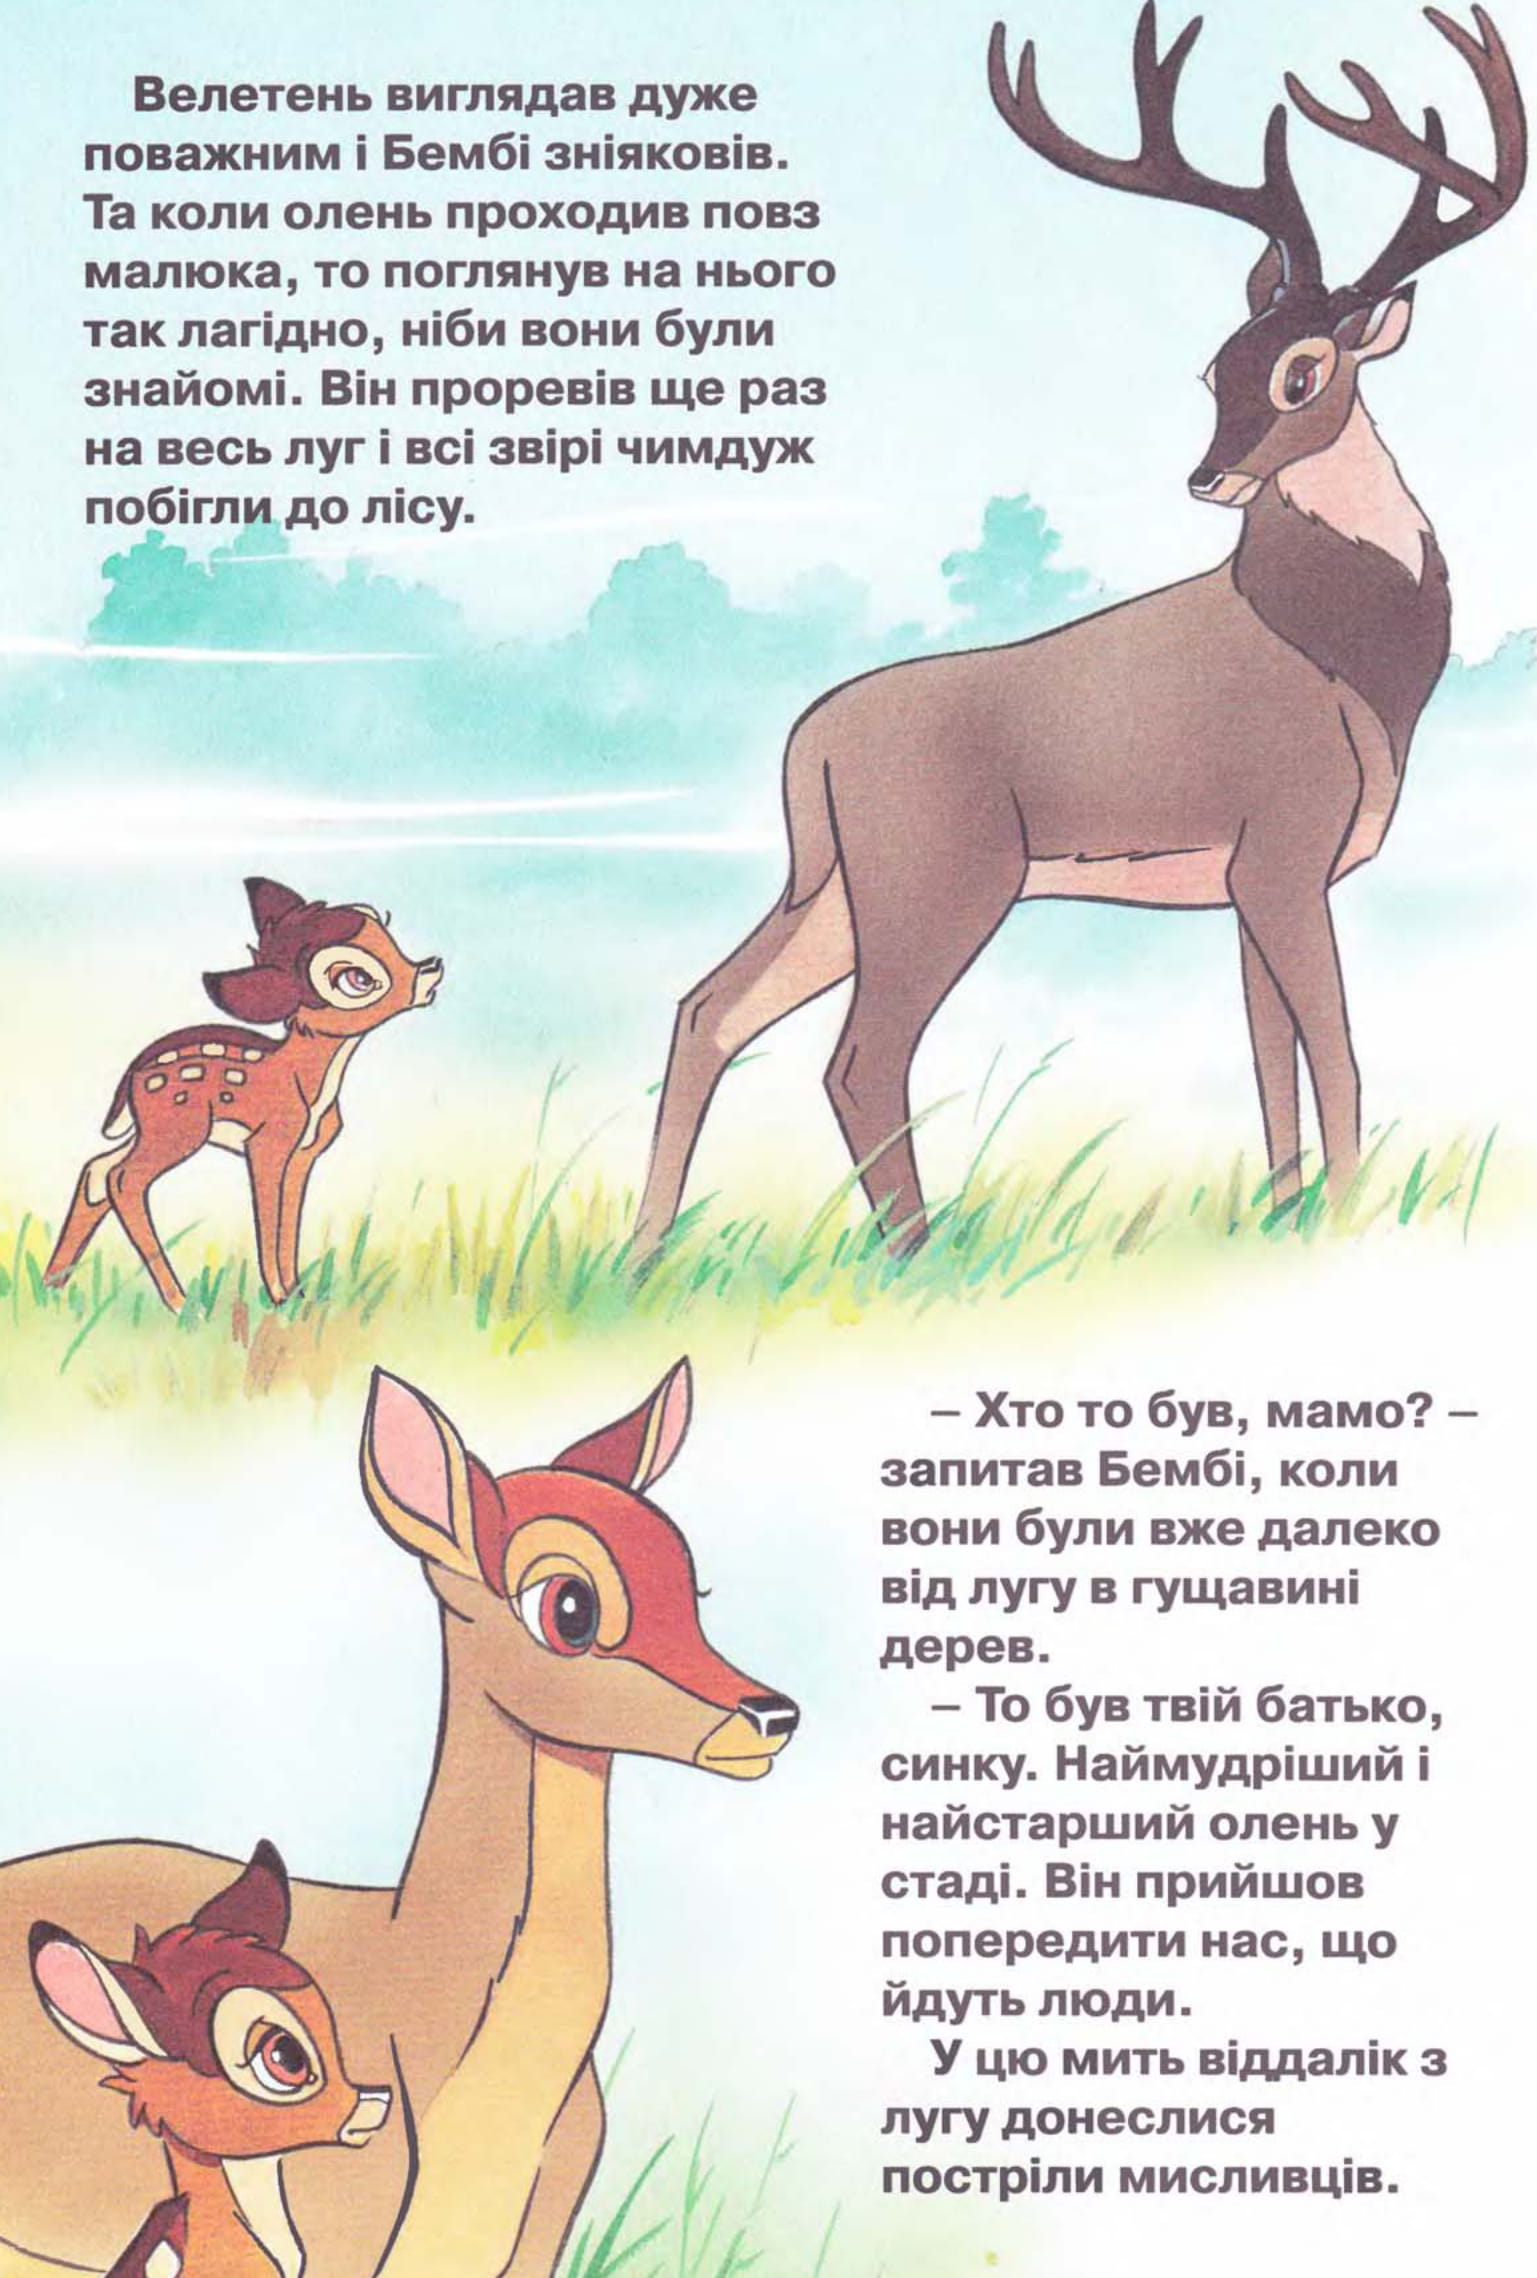 Велетень виглядав дуже
поважним і Бембі зніяковів.
Та коли олень проходив повз
малюка, то поглянув на нього
так лагідно, ніби вони були
знайомі. Він проревів ще раз
на весь луг і всі звірі чимдуж
побігли до лісу.
– Хто то був, мамо? –
запитав Бембі, коли
вони були вже далеко
від лугу в гущавині
дерев.
– То був твій батько,
синку. Наймудріший і
найстарший олень у
стаді. Він прийшов
попередити нас, що
йдуть люди.
У цю мить віддалік з
лугу донеслися
постріли мисливців.